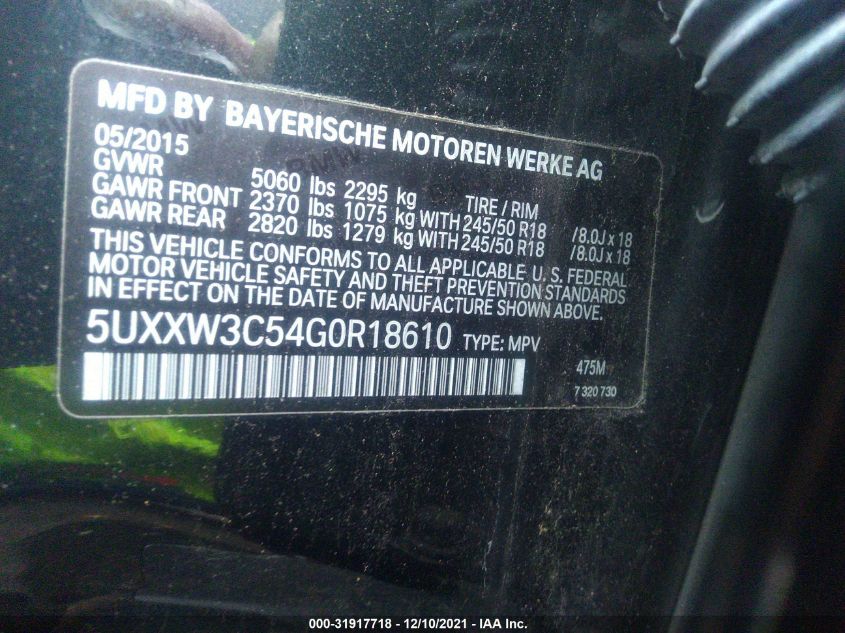 MFD BY BAYERISCHE MOTOREN WERKE AG
05/2015
GVWR 5060 lbs 2295 kg TIRE / RIM
GAWR FRONT 2370 lbs 1075 kg WITH 245/50 R18 /8.0J x 18
GAWR REAR 2820 lbs 1279 kg WITH 245/50 R18 /8.0J x 18
THIS VEHICLE CONFORMS TO ALL APPLICABLE U. S. FEDERAL
MOTOR VEHICLE SAFETY AND THEFT PREVENTION STANDARDS
IN EFFECT ON THE DATE OF MANUFACTURE SHOWN ABOVE.
5UXXW3C54G0R18610 TYPE: MPV
475M
7 320 730
BMW
000-31917718 - 12/10/2021 - IAA Inc.